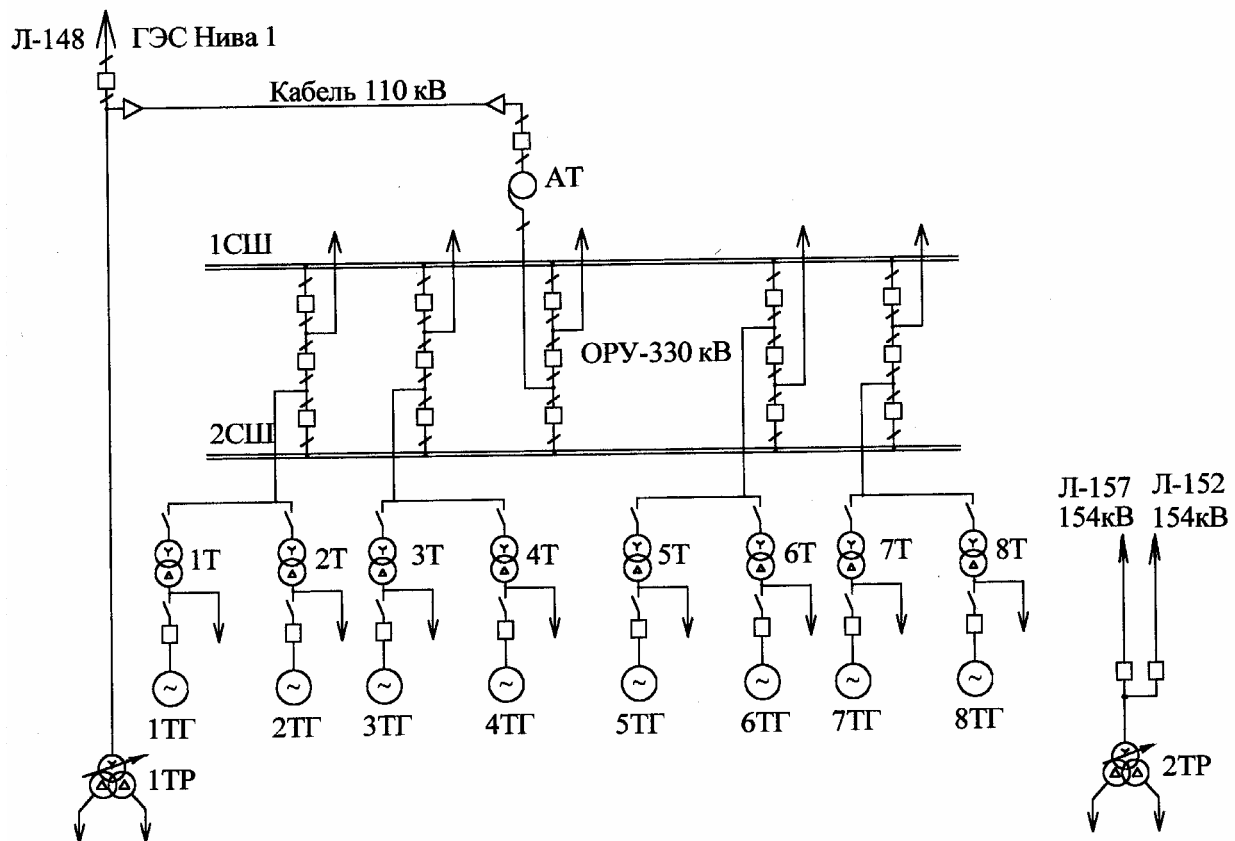 Л-148 ГЭС Нива 1
Кабель 110 кВ
АТ
1СШ
ОРУ-330 кВ
2СШ
Л-157 Л-152
154кВ 154кВ
1Т 2Т 3Т 4Т 5Т 6Т 7Т 8Т
1ТГ 2ТГ 3ТГ 4ТГ 5ТГ 6ТГ 7ТГ 8ТГ
1ТР 2ТР